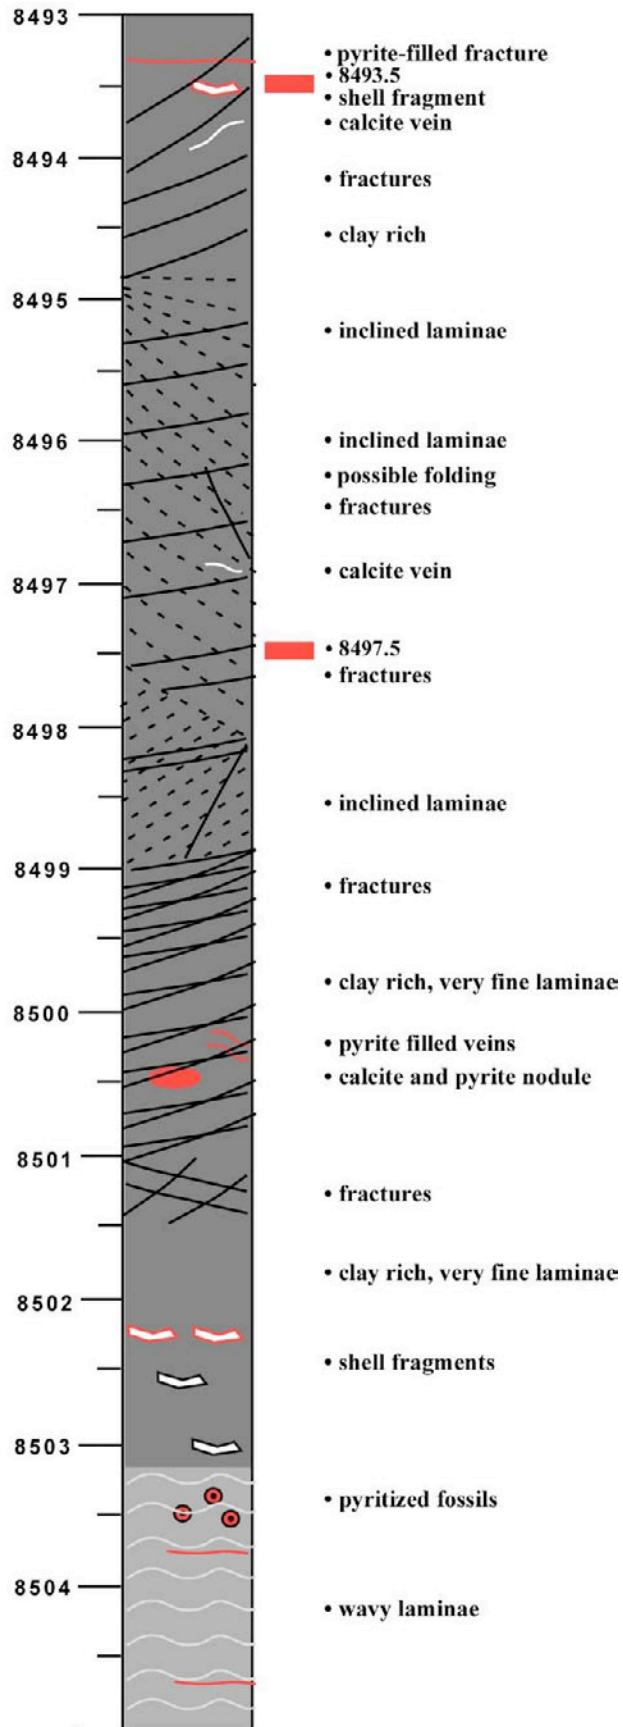 8493
• pyrite-filled fracture
• 8493.5
• shell fragment
• calcite vein
8494
• fractures
• clay rich
8495
• inclined laminae
8496
• inclined laminae
• possible folding
• fractures
• calcite vein
8497
• 8497.5
• fractures
8498
• inclined laminae
8499
• fractures
• clay rich, very fine laminae
8500
• pyrite filled veins
• calcite and pyrite nodule
8501
• fractures
• clay rich, very fine laminae
8502
• shell fragments
8503
• pyritized fossils
8504
• wavy laminae